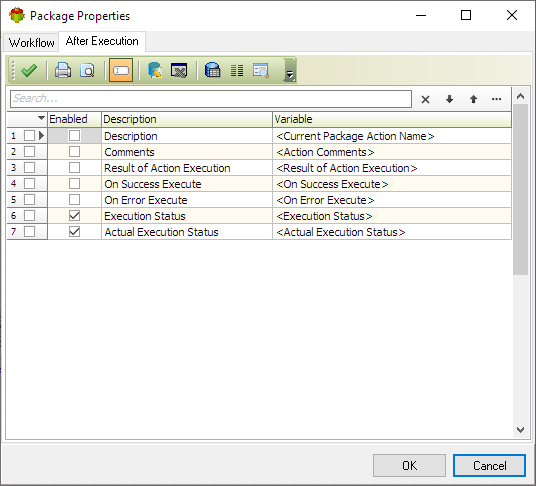 Package Properties
Workflow After Execution
Search...
Enabled Description Variable
1 Description <Current Package Action Name>
2 Comments <Action Comments>
3 Result of Action Execution <Result of Action Execution>
4 On Success Execute <On Success Execute>
5 On Error Execute <On Error Execute>
6 Execution Status <Execution Status>
7 Actual Execution Status <Actual Execution Status>
OK Cancel